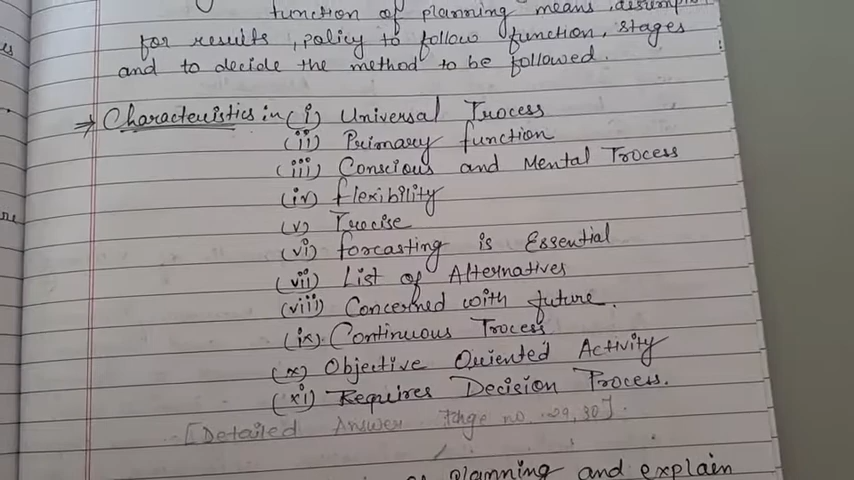 function of planning means,
for results, policy to follow function, stages
and to decide the method to be followed.
⇒ Characteristics in (i) Universal Process
(ii) Primary function
(iii) Conscious and Mental Process
(iv) flexibility
(v) Precise
(vi) forcasting is Essential
(vii) List of Alternatives
(viii) Concerned with future.
(ix) Continuous Process
(x) Objective Oriented Activity
(xi) Requires Decision Process.
[Detailed Answer Page no. 29,30].
planning and explain